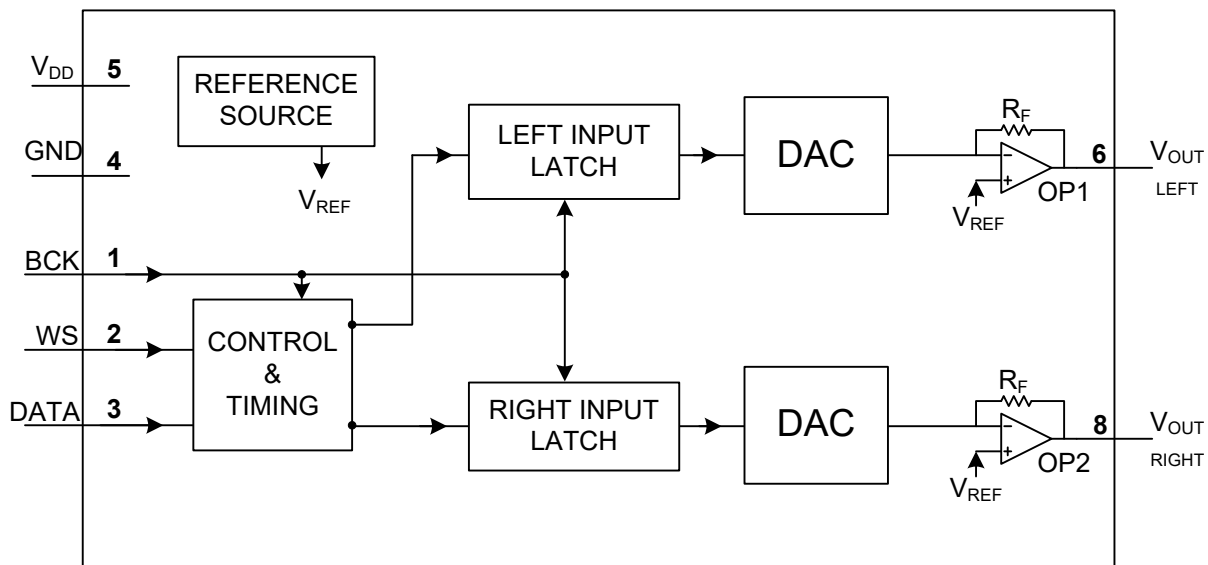 V_DD 5
REFERENCE
SOURCE
V_REF
GND 4
BCK 1
WS 2
DATA 3
CONTROL
&
TIMING
LEFT INPUT
LATCH
DAC
R_F
-
+
V_REF
OP1
6
V_OUT
LEFT
RIGHT INPUT
LATCH
DAC
R_F
-
+
V_REF
OP2
8
V_OUT
RIGHT